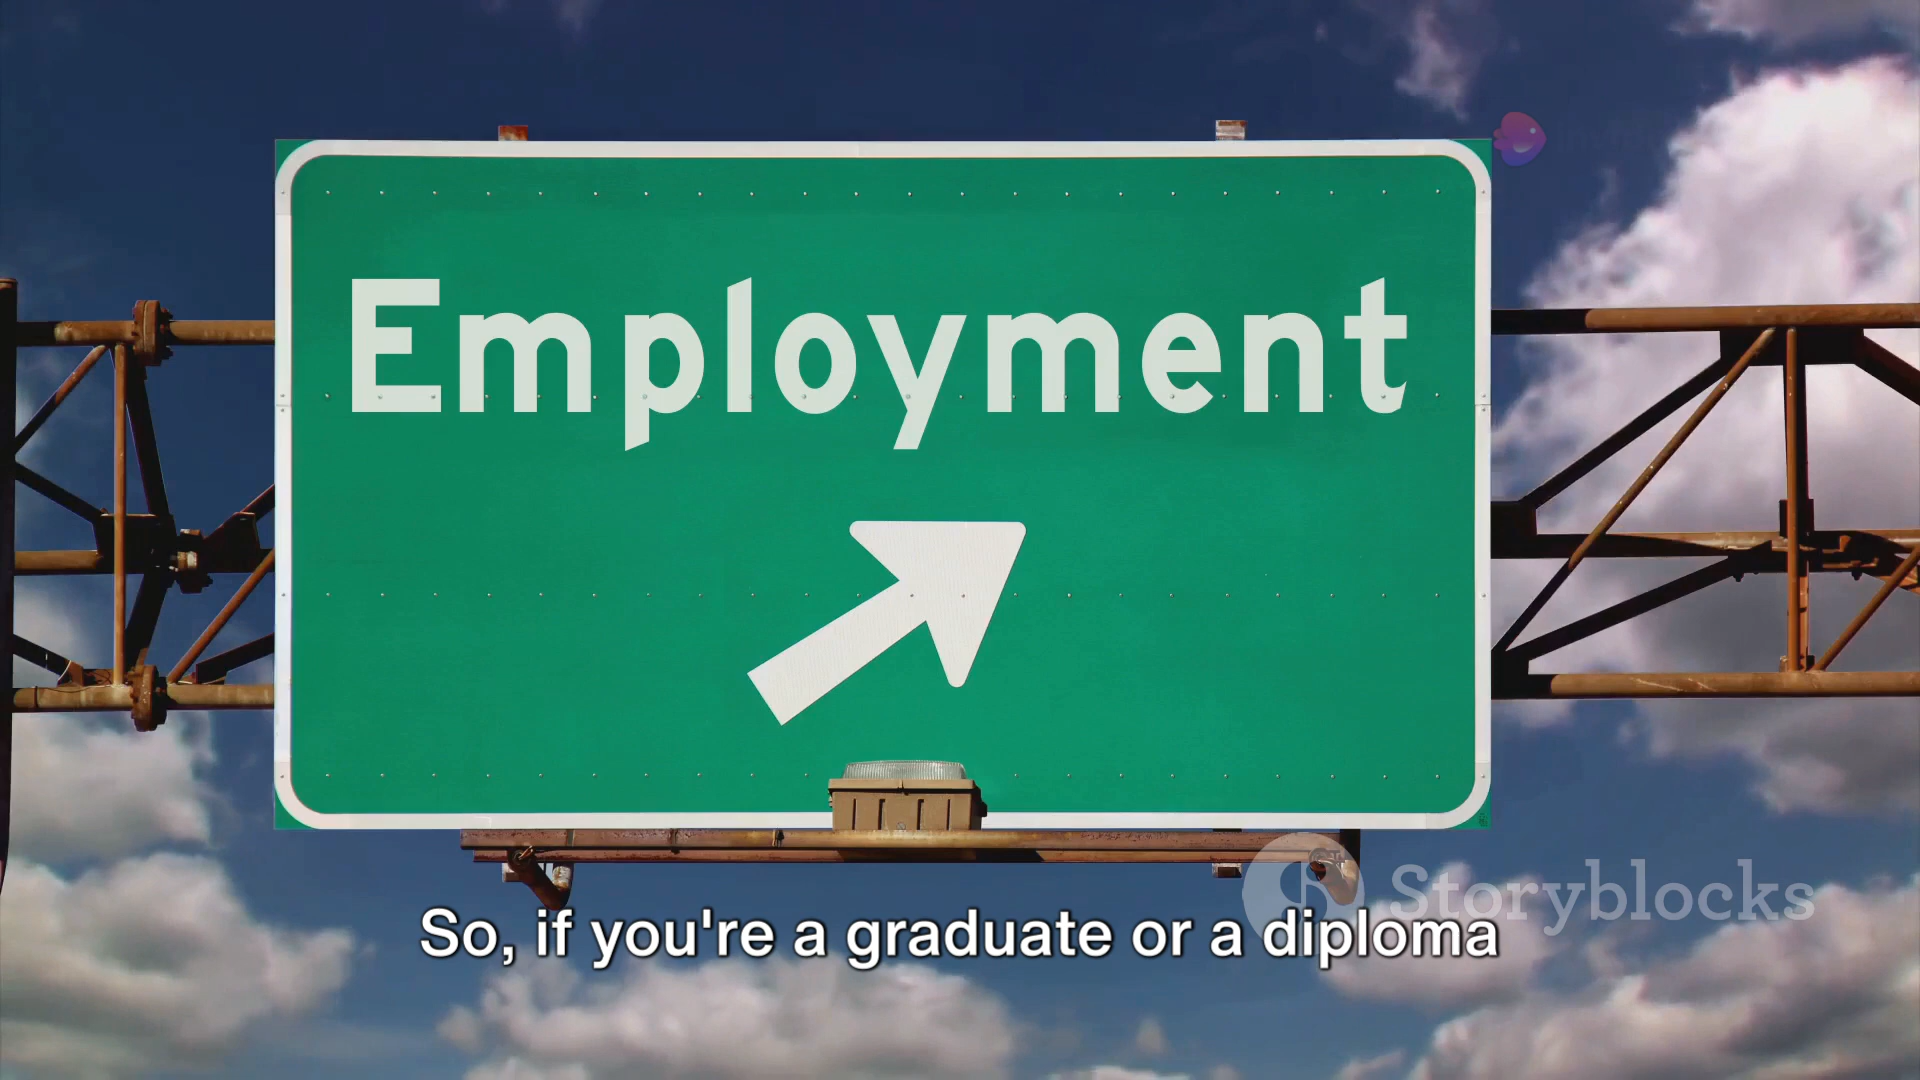 Employment
Storyblocks
So, if you're a graduate or a diploma